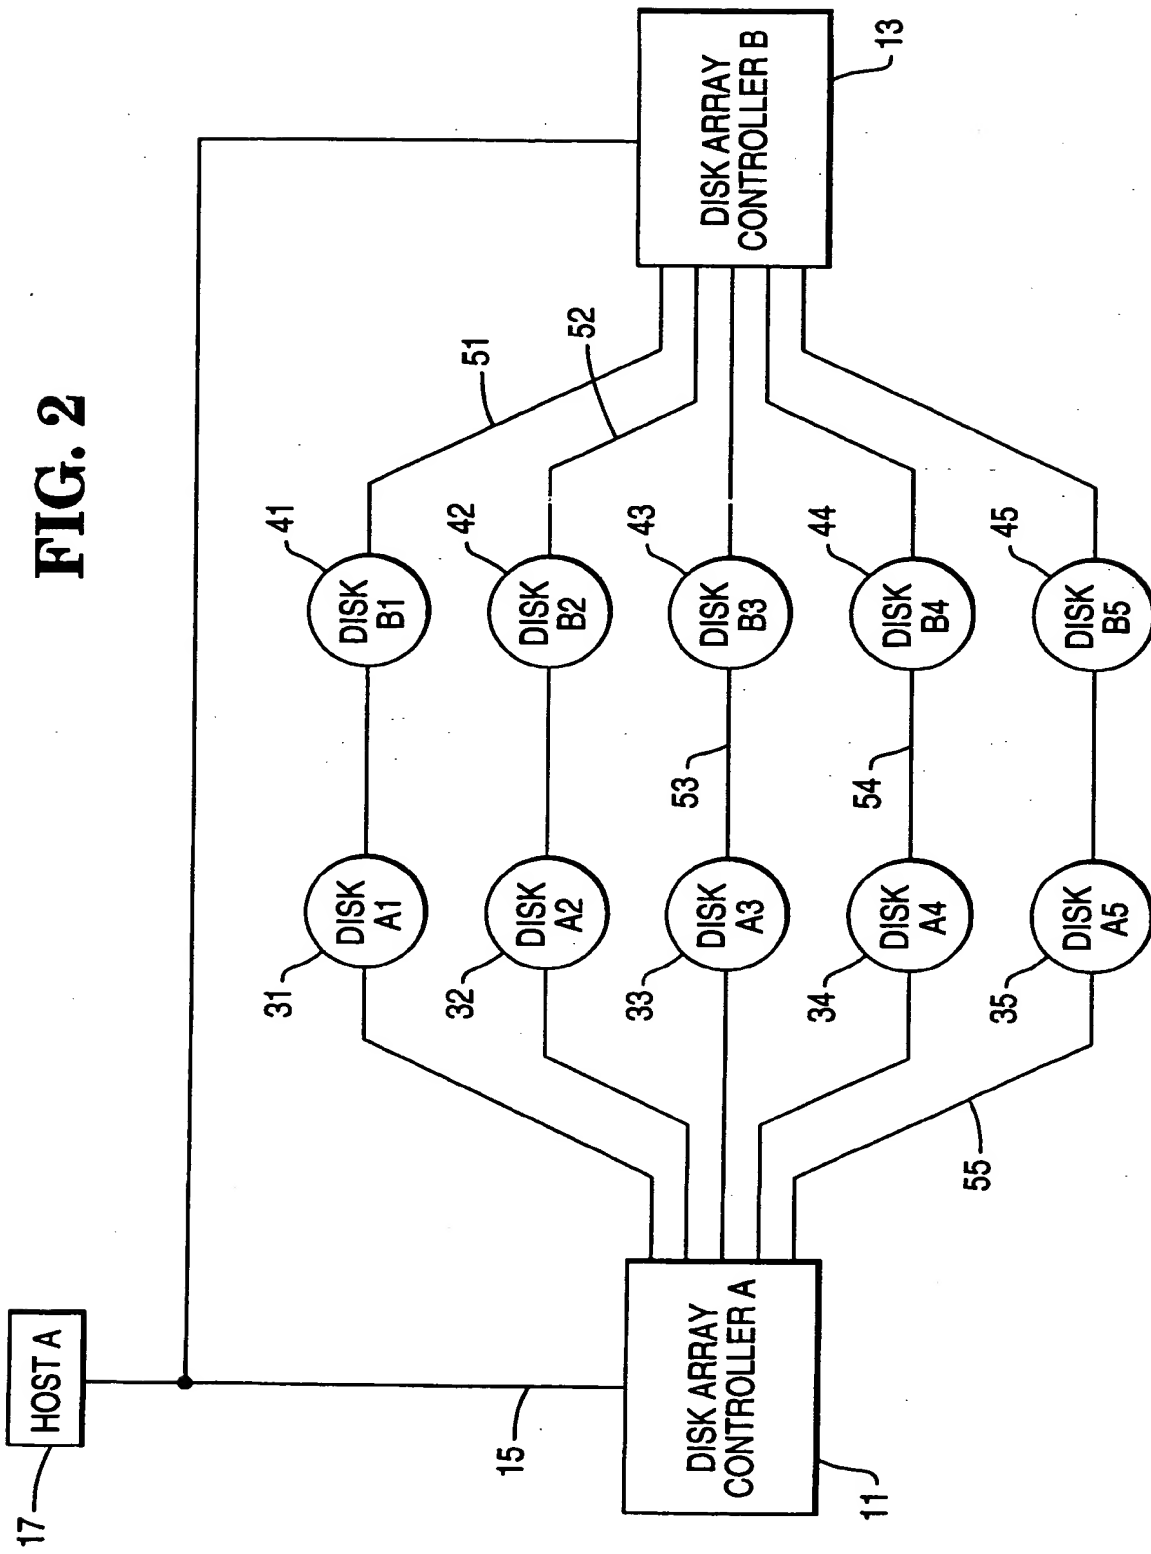 FIG. 2
17
HOST A
15
DISK ARRAY
CONTROLLER A
11
DISK ARRAY
CONTROLLER B
13
31
DISK
A1
41
DISK
B1
51
32
DISK
A2
42
DISK
B2
52
33
DISK
A3
53
43
DISK
B3
34
DISK
A4
54
44
DISK
B4
35
DISK
A5
55
45
DISK
B5